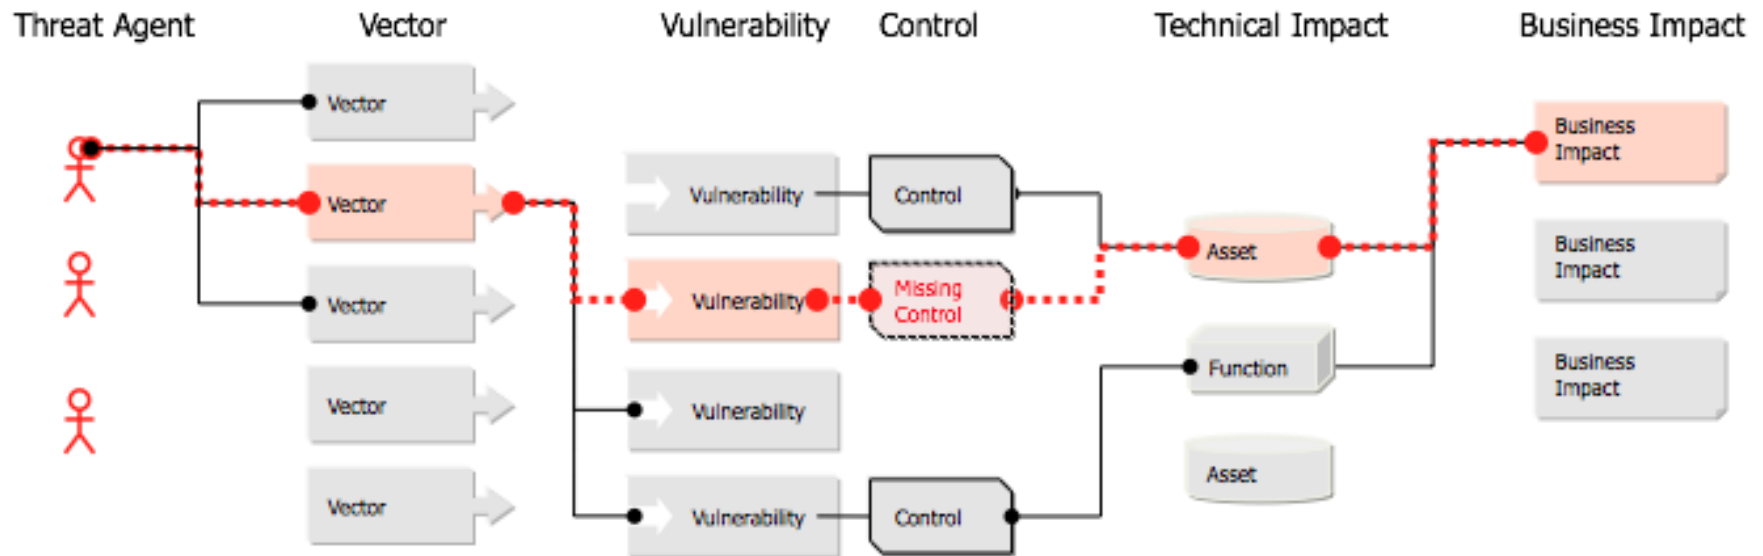 Threat Agent
Vector
Vulnerability
Control
Technical Impact
Business Impact
Vector
Vector
Vector
Vector
Vector
Vulnerability
Vulnerability
Vulnerability
Vulnerability
Control
Missing
Control
Control
Asset
Function
Asset
Business
Impact
Business
Impact
Business
Impact